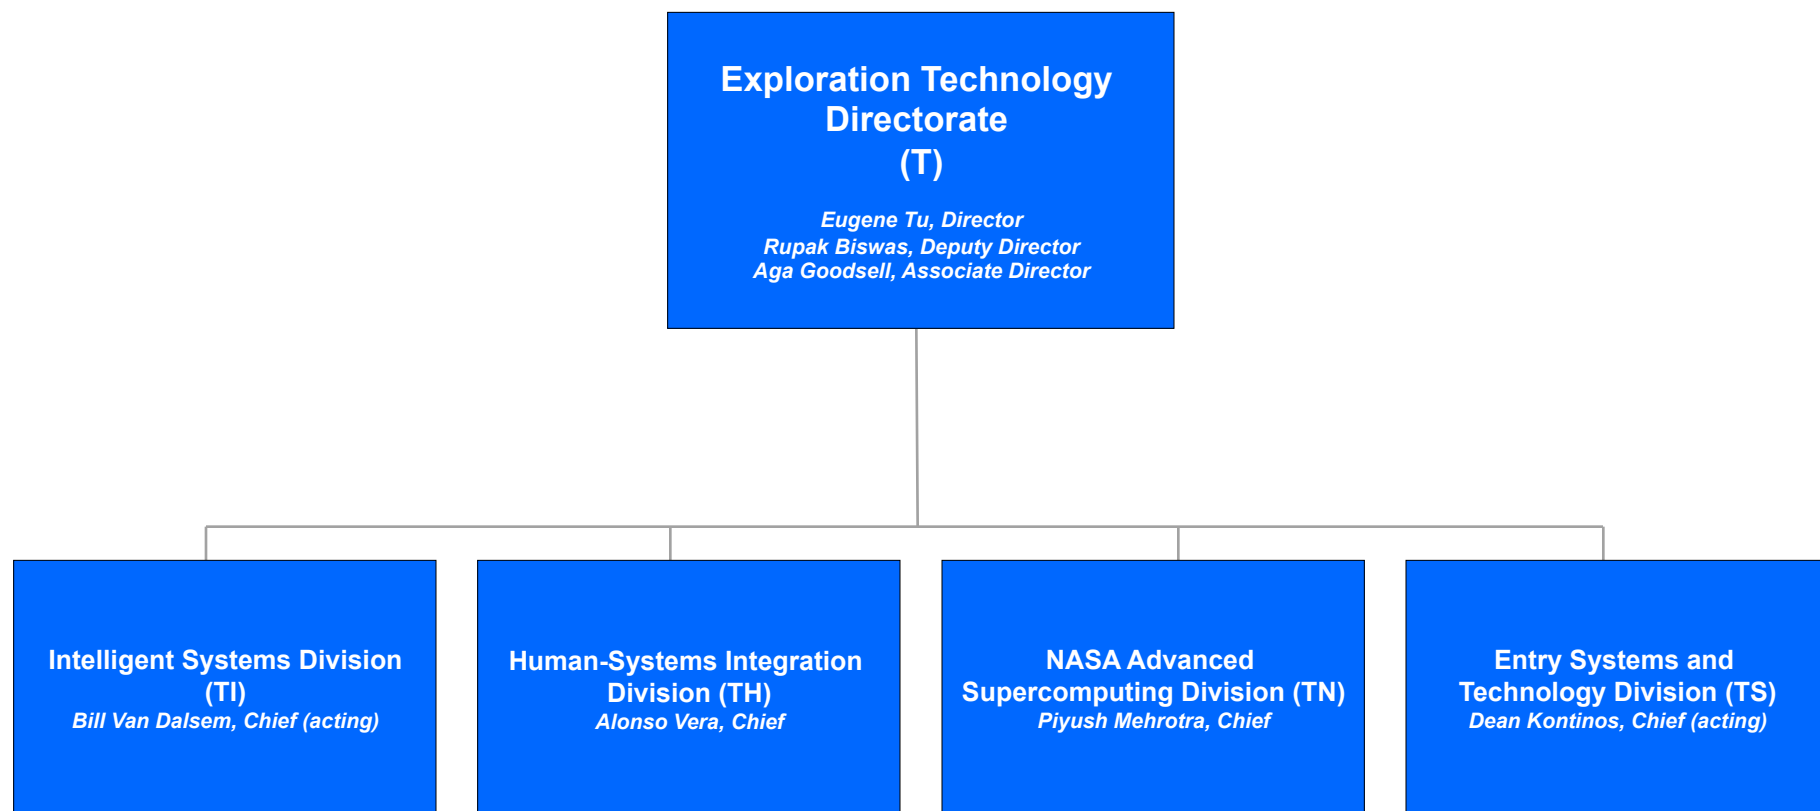 Exploration Technology
Directorate
(T)
Eugene Tu, Director
Rupak Biswas, Deputy Director
Aga Goodsell, Associate Director
Intelligent Systems Division
(TI)
Bill Van Dalsem, Chief (acting)
Human-Systems Integration
Division (TH)
Alonso Vera, Chief
NASA Advanced
Supercomputing Division (TN)
Piyush Mehrotra, Chief
Entry Systems and
Technology Division (TS)
Dean Kontinos, Chief (acting)